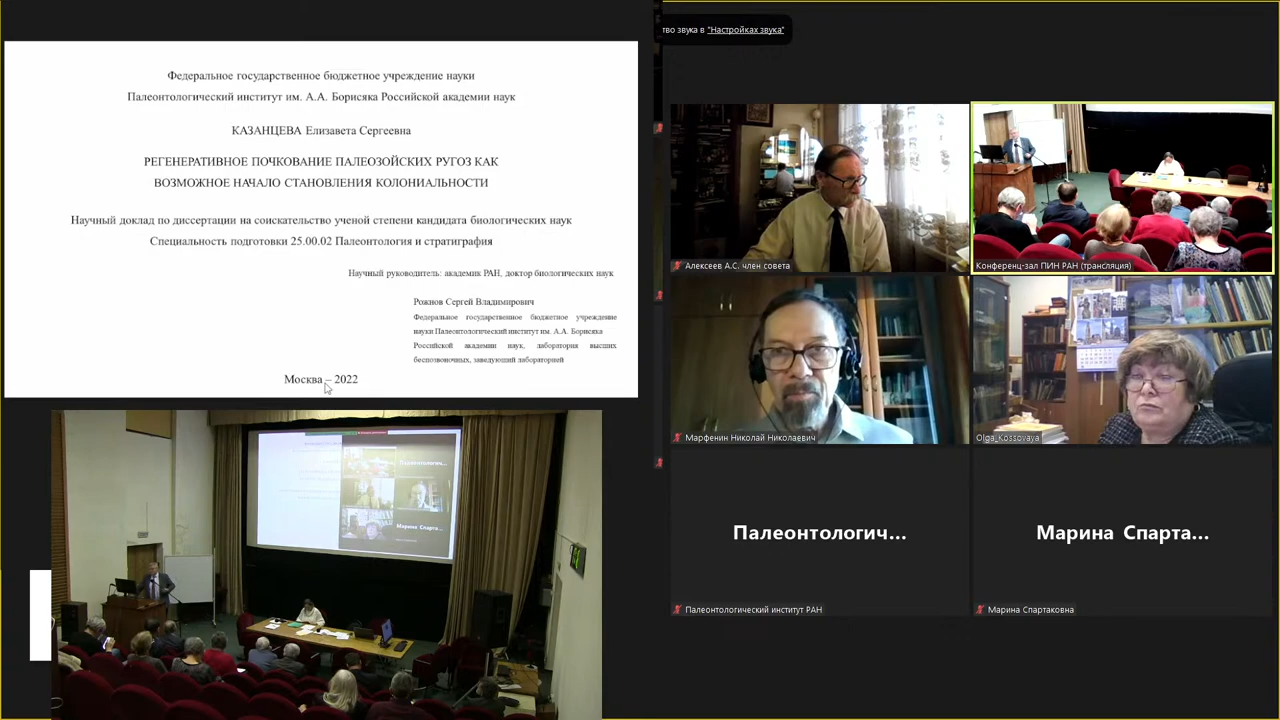 Федеральное государственное бюджетное учреждение науки
Палеонтологический институт им. А.А. Борисяка Российской академии наук
КАЗАНЦЕВА Елизавета Сергеевна
РЕГЕНЕРАТИВНОЕ ПОЧКОВАНИЕ ПАЛЕОЗОЙСКИХ РУГОЗ КАК
ВОЗМОЖНОЕ НАЧАЛО СТАНОВЛЕНИЯ КОЛОНИАЛЬНОСТИ
Научный доклад по диссертации на соискательство ученой степени кандидата биологических наук
Специальность подготовки 25.00.02 Палеонтология и стратиграфия
Научный руководитель: академик РАН, доктор биологических наук
Рожнов Сергей Владимирович
Федеральное государственное бюджетное учреждение
науки Палеонтологический институт им. А.А. Борисяка
Российской академии наук, лаборатория высших
беспозвоночных, заведующий лабораторией
Москва – 2022
тво звука в "Настройках звука"
Алексеев А.С. член совета
Конференц-зал ПИН РАН (трансляция)
Марфенин Николай Николаевич
Olga_Kossovaya
Палеонтологич...
Марина Спарта...
Палеонтологический институт РАН
Марина Спартаковна
Палеонтологич...
Марина Спарта...